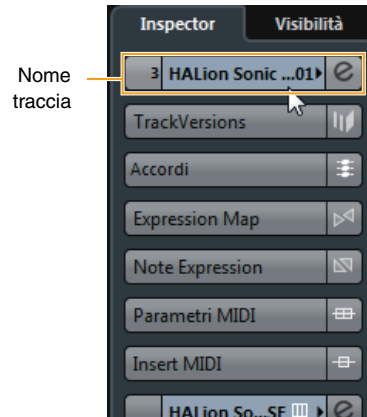 Inspector Visibilità
Nome
traccia
3 HALion Sonic ...01
TrackVersions
Accordi
Expression Map
Note Expression
Parametri MIDI
Insert MIDI
HALion So...SE